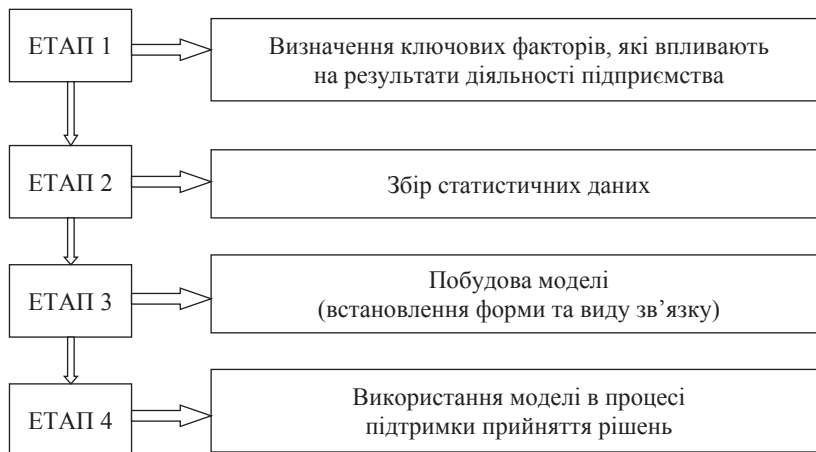 ЕТАП 1
Визначення ключових факторів, які впливають
на результати діяльності підприємства
ЕТАП 2
Збір статистичних даних
ЕТАП 3
Побудова моделі
(встановлення форми та виду зв’язку)
ЕТАП 4
Використання моделі в процесі
підтримки прийняття рішень